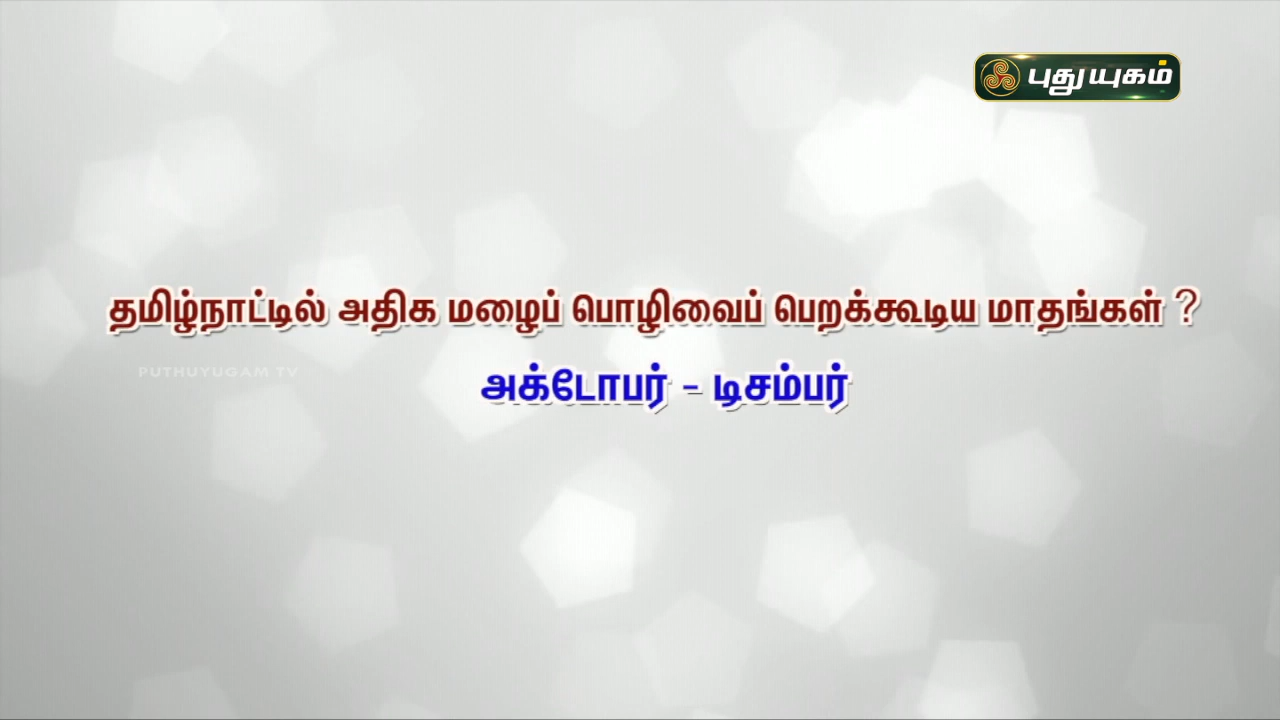 புதுயுகம்
தமிழ்நாட்டில் அதிக மழைப் பொழிவைப் பெறக்கூடிய மாதங்கள் ?
PUTHUYUGAM TV
அக்டோபர் - டிசம்பர்